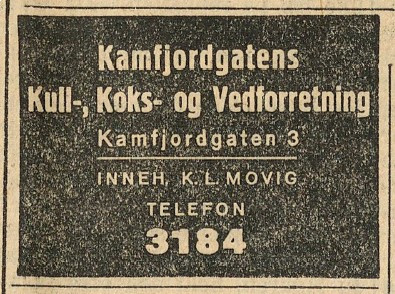 Kamfjordgatens
Kull-, Koks- og Vedforretning
Kamfjordgaten 3
INNEH. K. L. MOVIG
TELEFON
3184